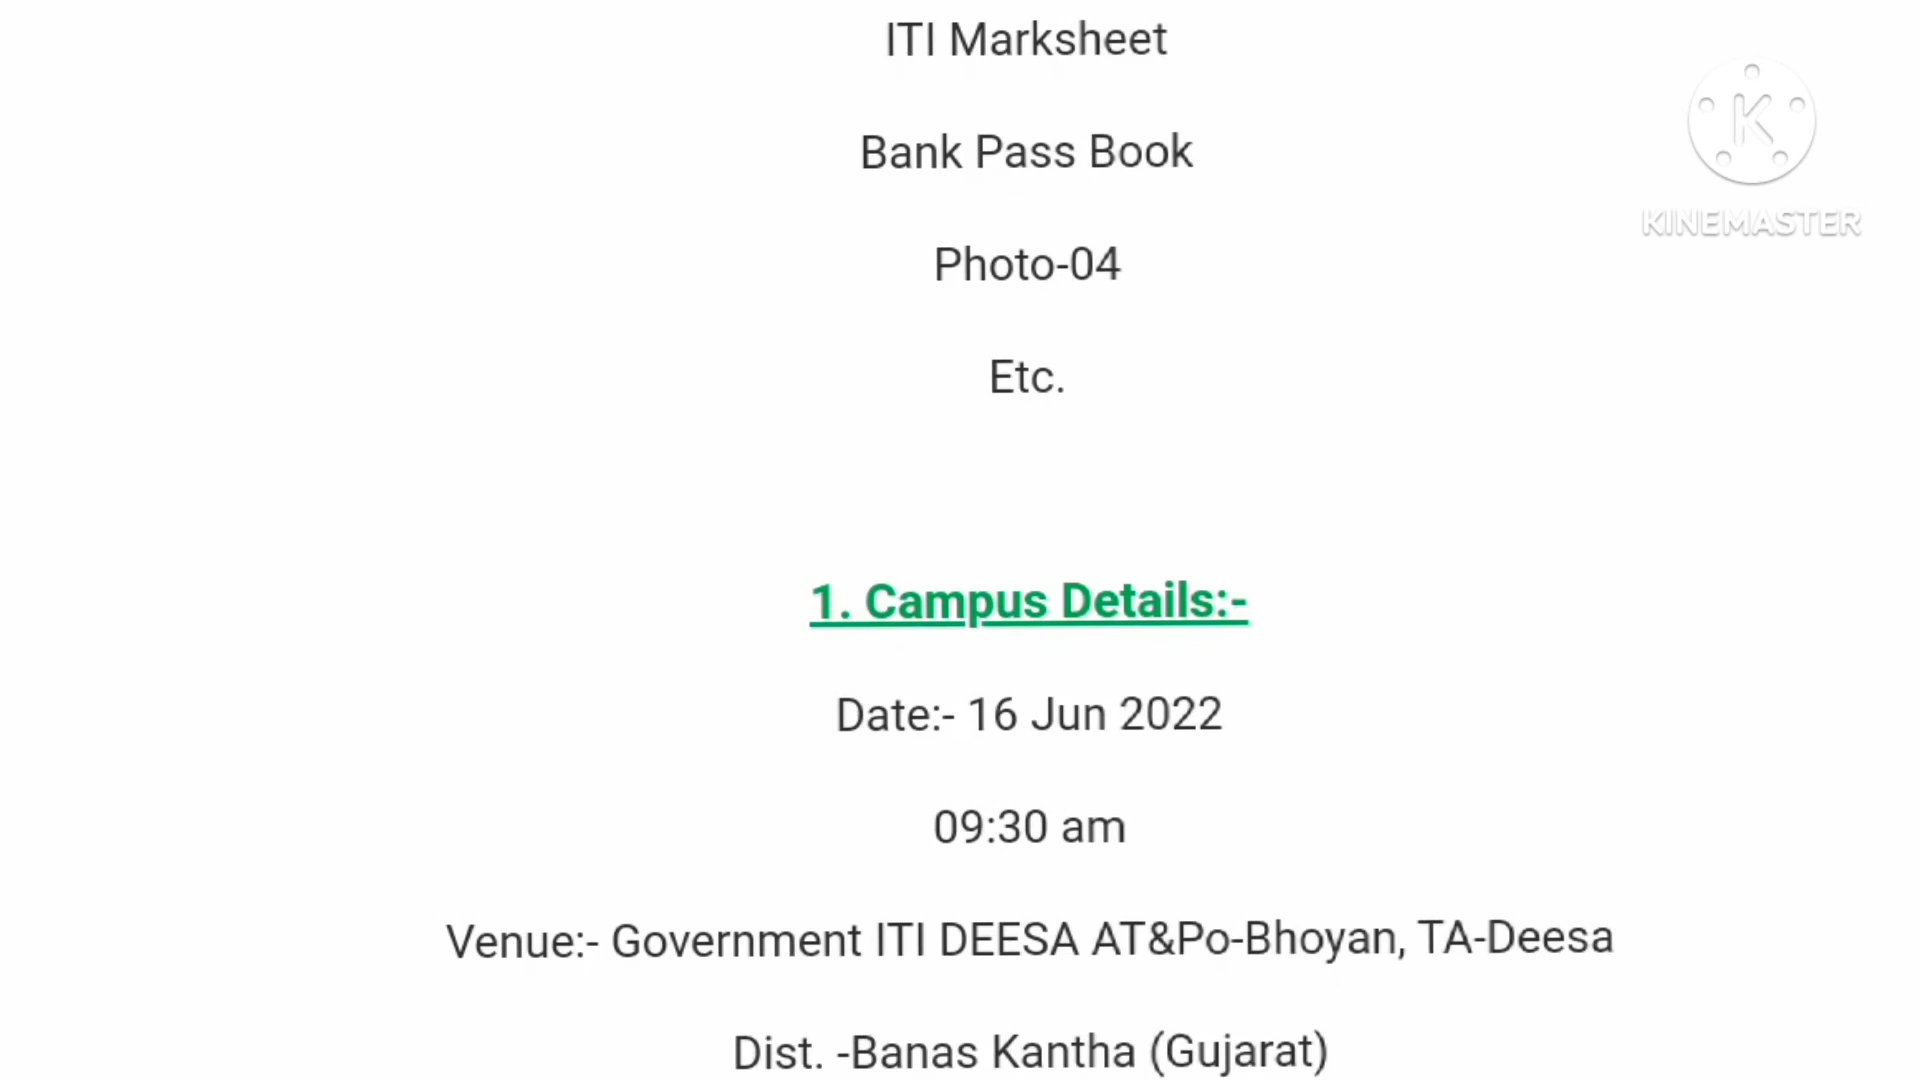 ITI Marksheet
Bank Pass Book
Photo-04
Etc.
K
KINEMASTER
1. Campus Details:-
Date:- 16 Jun 2022
09:30 am
Venue:- Government ITI DEESA AT&Po-Bhoyan, TA-Deesa
Dist. -Banas Kantha (Gujarat)